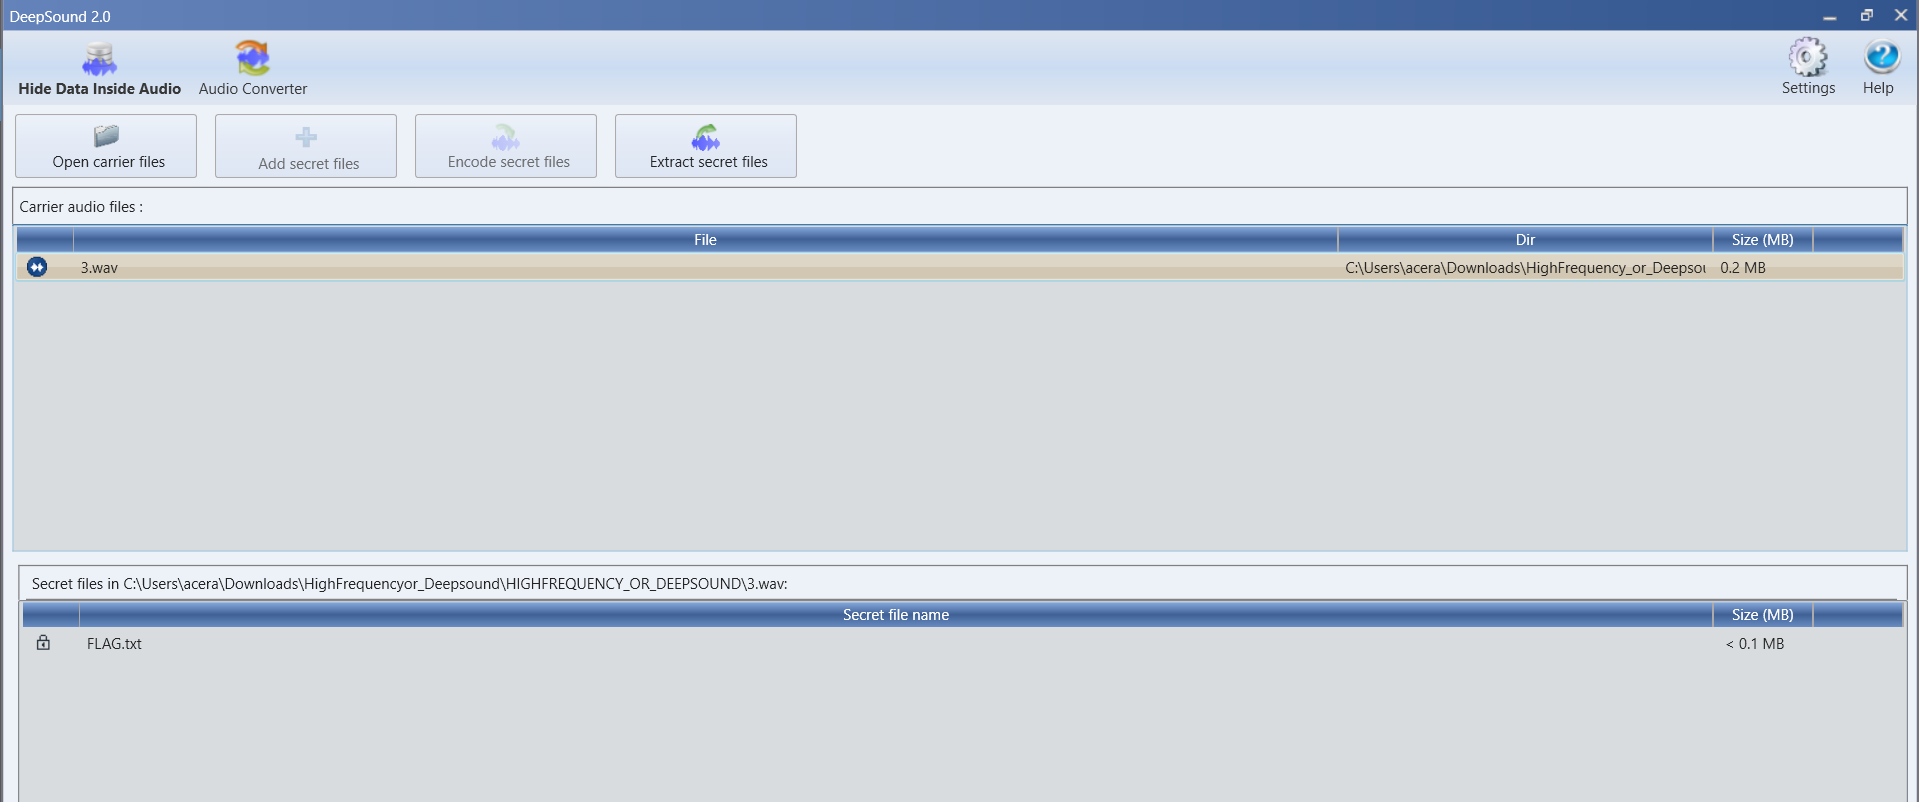 DeepSound 2.0
Hide Data Inside Audio Audio Converter Settings Help
Open carrier files Add secret files Encode secret files Extract secret files
Carrier audio files :
File Dir Size (MB)
3.wav C:\Users\acera\Downloads\HighFrequency_or_Deepsou 0.2 MB
Secret files in C:\Users\acera\Downloads\HighFrequencyor_Deepsound\HIGHFREQUENCY_OR_DEEPSOUND\3.wav:
Secret file name Size (MB)
FLAG.txt < 0.1 MB